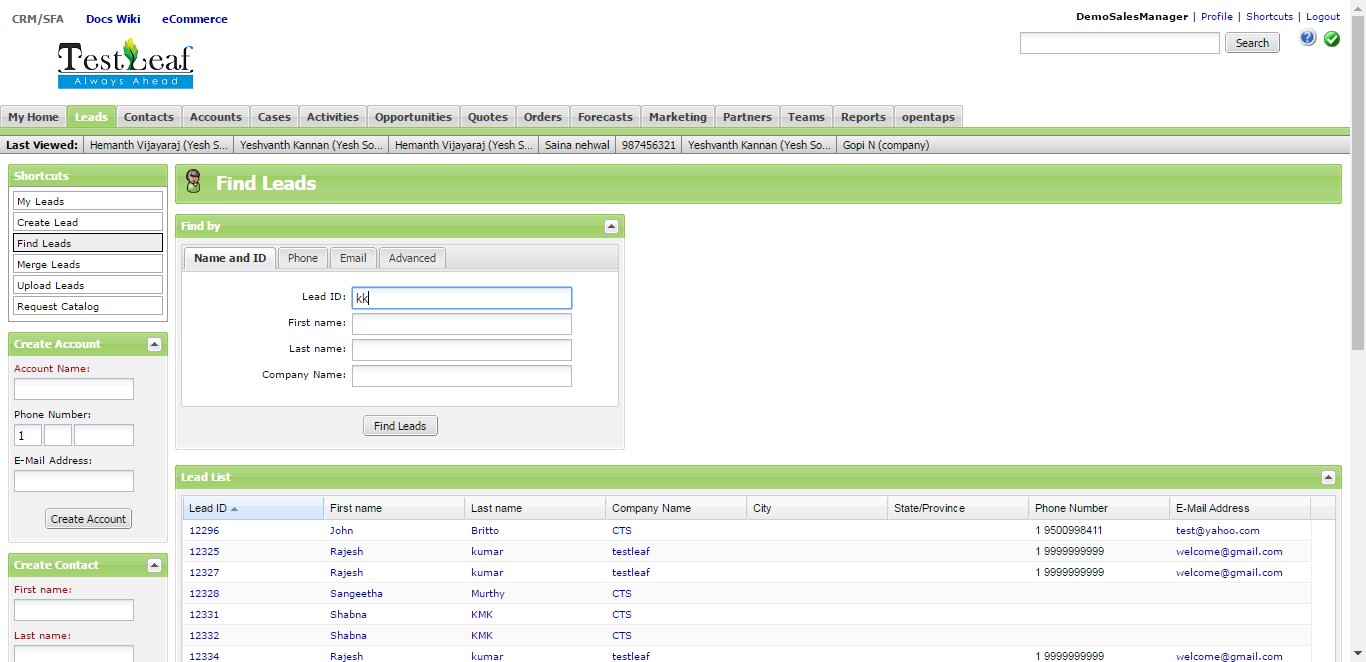 CRM/SFA Docs Wiki eCommerce
DemoSalesManager | Profile | Shortcuts | Logout
TestLeaf
Always Ahead
Search
My Home Leads Contacts Accounts Cases Activities Opportunities Quotes Orders Forecasts Marketing Partners Teams Reports opentaps
Last Viewed: Hemanth Vijayaraj (Yesh S... Yeshvanth Kannan (Yesh So... Hemanth Vijayaraj (Yesh S... Saina nehwal 987456321 Yeshvanth Kannan (Yesh So... Gopi N (company)
Shortcuts
My Leads
Create Lead
Find Leads
Merge Leads
Upload Leads
Request Catalog
Create Account
Account Name:
Phone Number:
1
E-Mail Address:
Create Account
Create Contact
First name:
Last name:
Find Leads
Find by
Name and ID Phone Email Advanced
Lead ID: kk
First name:
Last name:
Company Name:
Find Leads
Lead List
Lead ID First name Last name Company Name City State/Province Phone Number E-Mail Address
12296 John Britto CTS 1 9500998411 test@yahoo.com
12325 Rajesh kumar testleaf 1 9999999999 welcome@gmail.com
12327 Rajesh kumar testleaf 1 9999999999 welcome@gmail.com
12328 Sangeetha Murthy CTS
12331 Shabna KMK CTS
12332 Shabna KMK CTS
12334 Rajesh kumar testleaf 1 9999999999 welcome@gmail.com